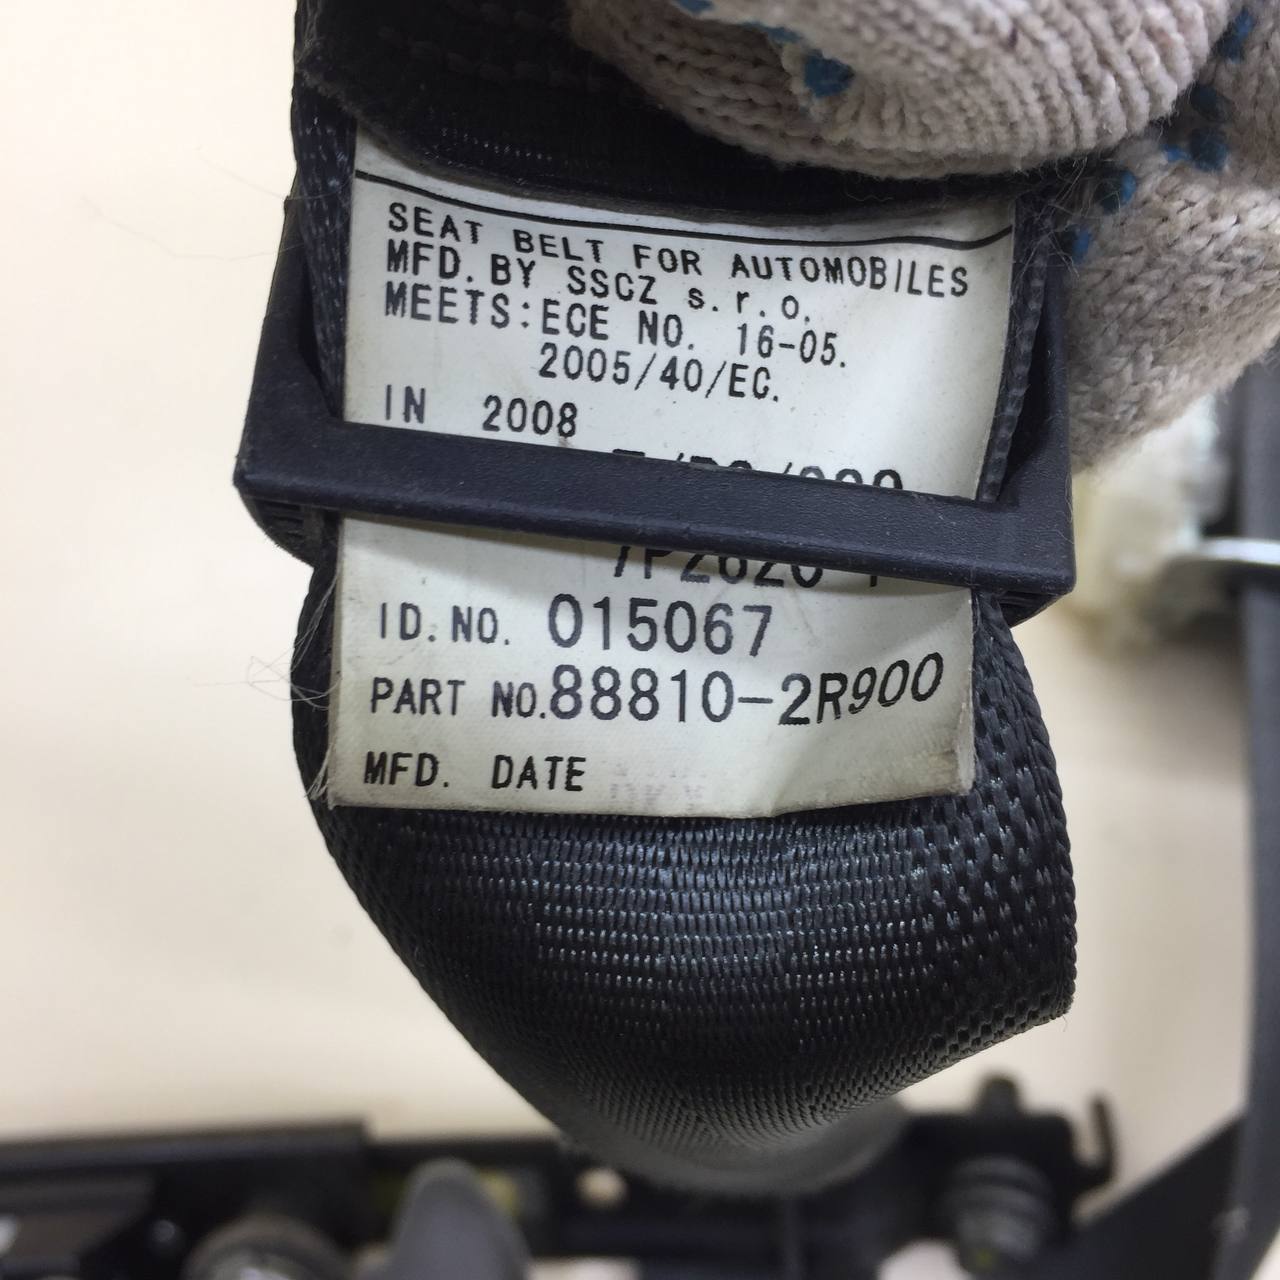 SEAT BELT FOR AUTOMOBILES
MFD. BY SSCZ s.r.o.
MEETS: ECE NO. 16-05.
2005/40/EC.
IN 2008
ID. NO. 015067
PART NO. 88810-2R900
MFD. DATE